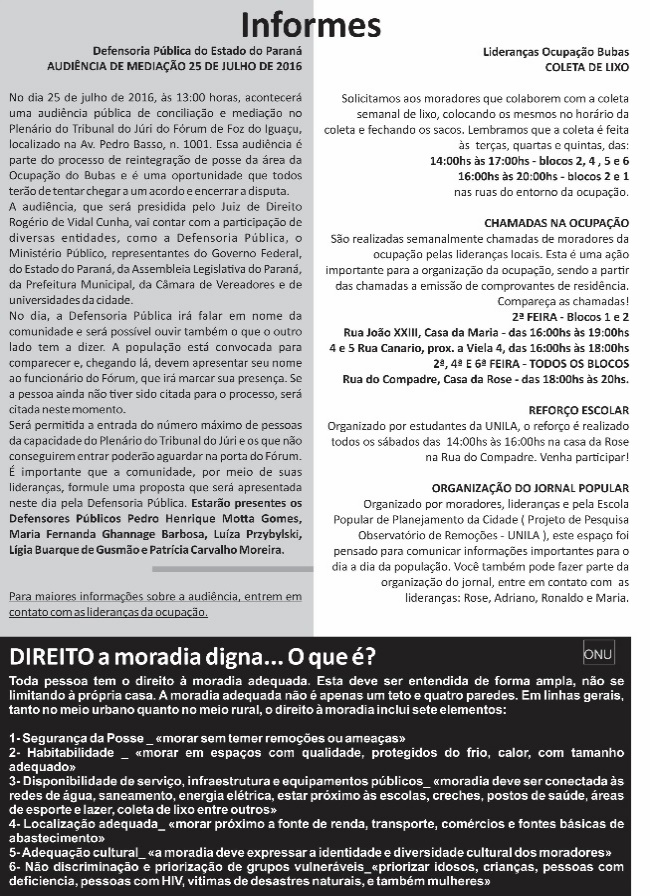 Informes
Defensoria Pública do Estado do Paraná
AUDIÊNCIA DE MEDIAÇÃO 25 DE JULHO DE 2016
No dia 25 de julho de 2016, às 13:00 horas, acontecerá
uma audiência pública de conciliação e mediação no
Plenário do Tribunal do Júri do Fórum de Foz do Iguaçu,
localizado na Av. Pedro Basso, n. 1001. Essa audiência é
parte do processo de reintegração de posse da área da
Ocupação do Bubas e é uma oportunidade que todos
terão de tentar chegar a um acordo e encerrar a disputa.
A audiência, que será presidida pelo Juiz de Direito
Rogério de Vidal Cunha, vai contar com a participação de
diversas entidades, como a Defensoria Pública, o
Ministério Público, representantes do Governo Federal,
do Estado do Paraná, da Assembleia Legislativa do Paraná,
da Prefeitura Municipal, da Câmara de Vereadores e de
universidades da cidade.
No dia, a Defensoria Pública irá falar em nome da
comunidade e será possível ouvir também o que o outro
lado tem a dizer. A população está convocada para
comparecer e, chegando lá, devem apresentar seu nome
ao funcionário do Fórum, que irá marcar sua presença. Se
a pessoa ainda não tiver sido citada para o processo, será
citada neste momento.
Será permitida a entrada do número máximo de pessoas
da capacidade do Plenário do Tribunal do Júri e os que não
conseguirem entrar poderão aguardar na porta do Fórum.
É importante que a comunidade, por meio de suas
lideranças, formule uma proposta que será apresentada
neste dia pela Defensoria Pública. Estarão presentes os
Defensores Públicos Pedro Henrique Motta Gomes,
Maria Fernanda Ghannage Barbosa, Luíza Przybylski,
Lígia Buarque de Gusmão e Patrícia Carvalho Moreira.
Para maiores informações sobre a audiência, entrem em
contato com as lideranças da ocupação.
Lideranças Ocupação Bubas
COLETA DE LIXO
Solicitamos aos moradores que colaborem com a coleta
semanal de lixo, colocando os mesmos no horário da
coleta e fechando os sacos. Lembramos que a coleta é feita
às terças, quartas e quintas, das:
14:00hs às 17:00hs - blocos 2, 4 , 5 e 6
16:00hs às 20:00hs - blocos 2 e 1
nas ruas do entorno da ocupação.
CHAMADAS NA OCUPAÇÃO
São realizadas semanalmente chamadas de moradores da
ocupação pelas lideranças locais. Esta é uma ação
importante para a organização da ocupação, sendo a partir
das chamadas a emissão de comprovantes de residência.
Compareça as chamadas!
2ª FEIRA - Blocos 1 e 2
Rua João XXIII, Casa da Maria - das 16:00hs às 19:00hs
4 e 5 Rua Canario, prox. a Viela 4, das 16:00hs às 18:00hs
2ª, 4ª E 6ª FEIRA - TODOS OS BLOCOS
Rua do Compadre, Casa da Rose - das 18:00hs às 20hs.
REFORÇO ESCOLAR
Organizado por estudantes da UNILA, o reforço é realizado
todos os sábados das 14:00hs às 16:00hs na casa da Rose
na Rua do Compadre. Venha participar!
ORGANIZAÇÃO DO JORNAL POPULAR
Organizado por moradores, lideranças e pela Escola
Popular de Planejamento da Cidade ( Projeto de Pesquisa
Observatório de Remoções - UNILA ), este espaço foi
pensado para comunicar informações importantes para o
dia a dia da população. Você também pode fazer parte da
organização do jornal, entre em contato com as
lideranças: Rose, Adriano, Ronaldo e Maria.
DIREITO a moradia digna... O que é?
ONU
Toda pessoa tem o direito à moradia adequada. Esta deve ser entendida de forma ampla, não se
limitando à própria casa. A moradia adequada não é apenas um teto e quatro paredes. Em linhas gerais,
tanto no meio urbano quanto no meio rural, o direito à moradia inclui sete elementos:
1- Segurança da Posse _ «morar sem temer remoções ou ameaças»
2- Habitabilidade _ «morar em espaços com qualidade, protegidos do frio, calor, com tamanho
adequado»
3- Disponibilidade de serviço, infraestrutura e equipamentos públicos_ «moradia deve ser conectada às
redes de água, saneamento, energia elétrica, estar próximo às escolas, creches, postos de saúde, áreas
de esporte e lazer, coleta de lixo entre outros»
4- Localização adequada_ «morar próximo a fonte de renda, transporte, comércios e fontes básicas de
abastecimento»
5- Adequação cultural_ «a moradia deve expressar a identidade e diversidade cultural dos moradores»
6- Não discriminação e priorização de grupos vulneráveis_«priorizar idosos, crianças, pessoas com
deficiencia, pessoas com HIV, vitimas de desastres naturais, e também mulheres»